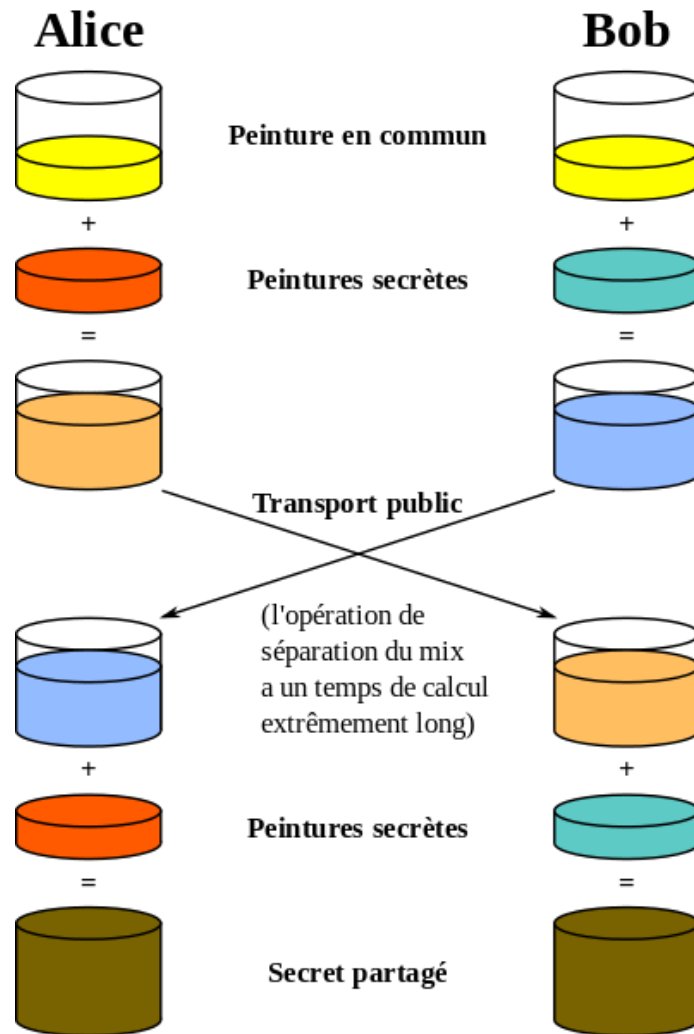 Alice
Bob
Peinture en commun
+
+
Peintures secrètes
=
=
Transport public
(l'opération de
séparation du mix
a un temps de calcul
extrêmement long)
+
+
Peintures secrètes
=
=
Secret partagé